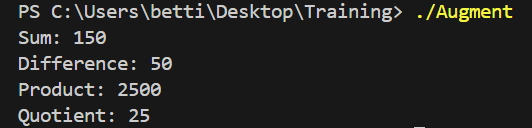 PS C:\Users\betti\Desktop\Training> ./Augment
Sum: 150
Difference: 50
Product: 2500
Quotient: 25